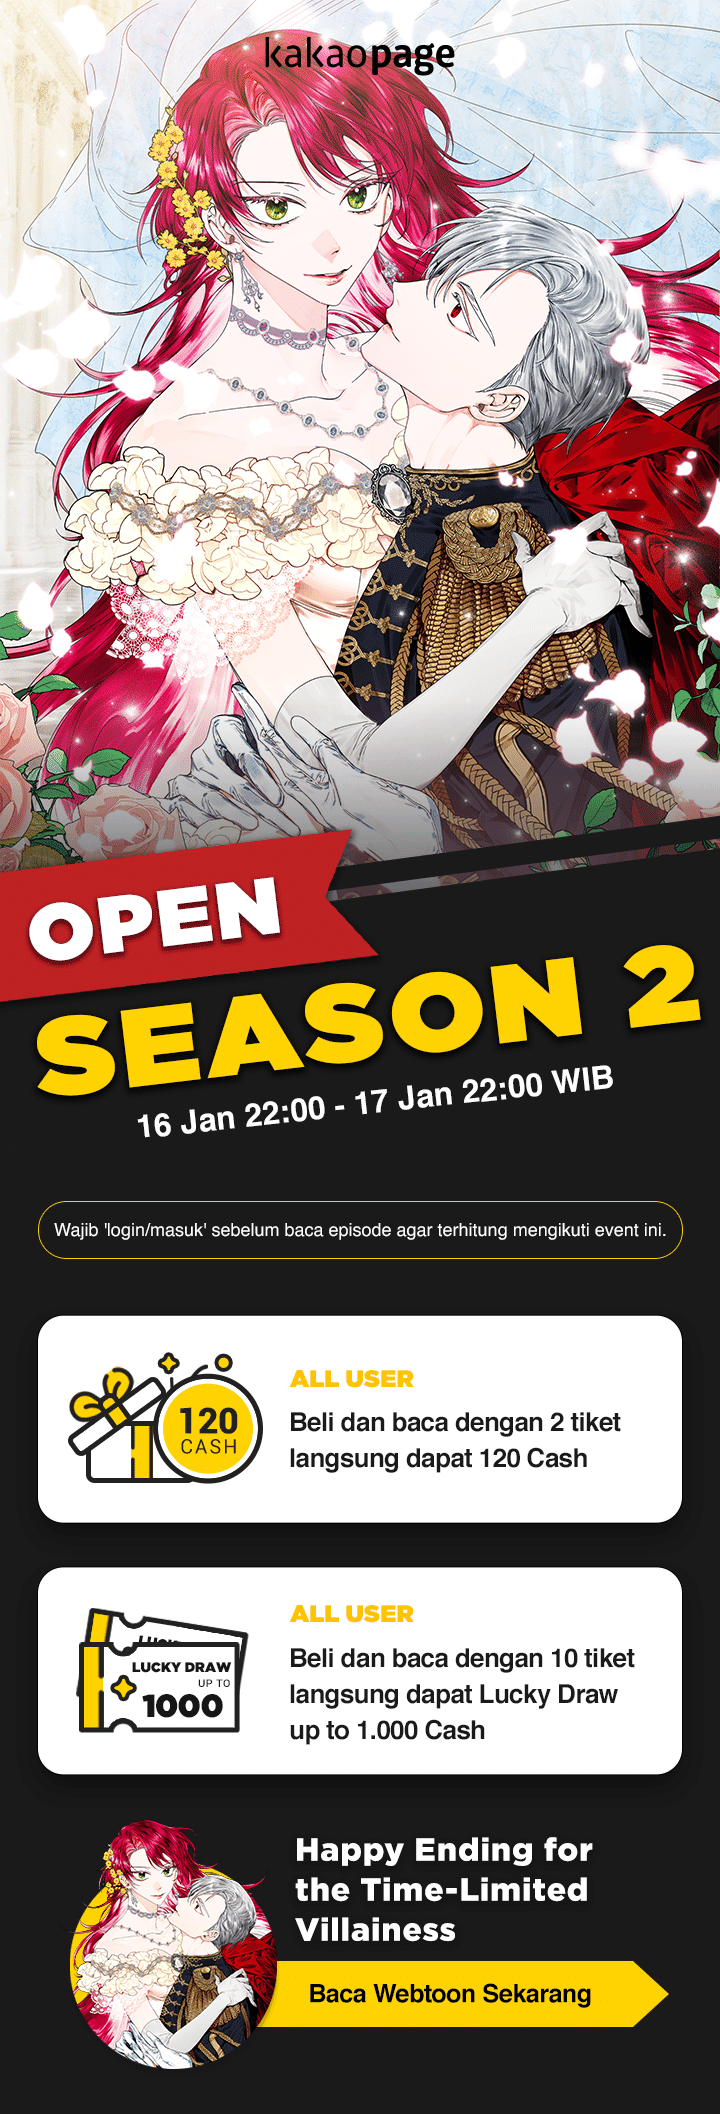 kakaopage
OPEN
SEASON 2
16 Jan 22:00 - 17 Jan 22:00 WIB
Wajib 'login/masuk' sebelum baca episode agar terhitung mengikuti event ini.
120
CASH
ALL USER
Beli dan baca dengan 2 tiket
langsung dapat 120 Cash
LUCKY DRAW
UP TO
1000
ALL USER
Beli dan baca dengan 10 tiket
langsung dapat Lucky Draw
up to 1.000 Cash
Happy Ending for
the Time-Limited
Villainess
Baca Webtoon Sekarang